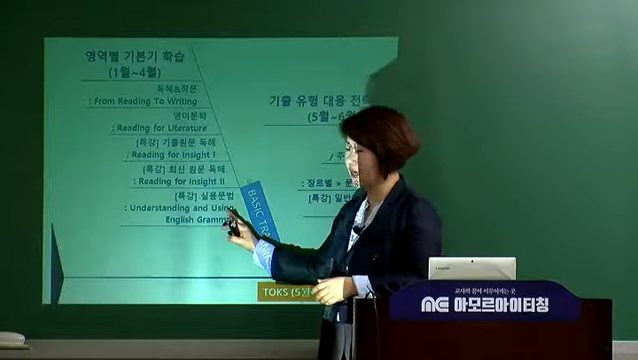 영역별 기본기 학습
(1월~4월)
독해&작문
: From Reading To Writing
영미문학
: Reading for Literature
[특강] 기출원문 독해
: Reading for Insight I
[특강] 최신 원문 독해
: Reading for Insight II
[특강] 실용문법
: Understanding and Using
English Gramm
BASIC TRA
기출 유형 대응 전
(5월~6
/ 주
: 장르별 > 문
[특강] 일반
TOKS (5월
교사의 꿈이 이루어지는 곳
아모르아이티칭